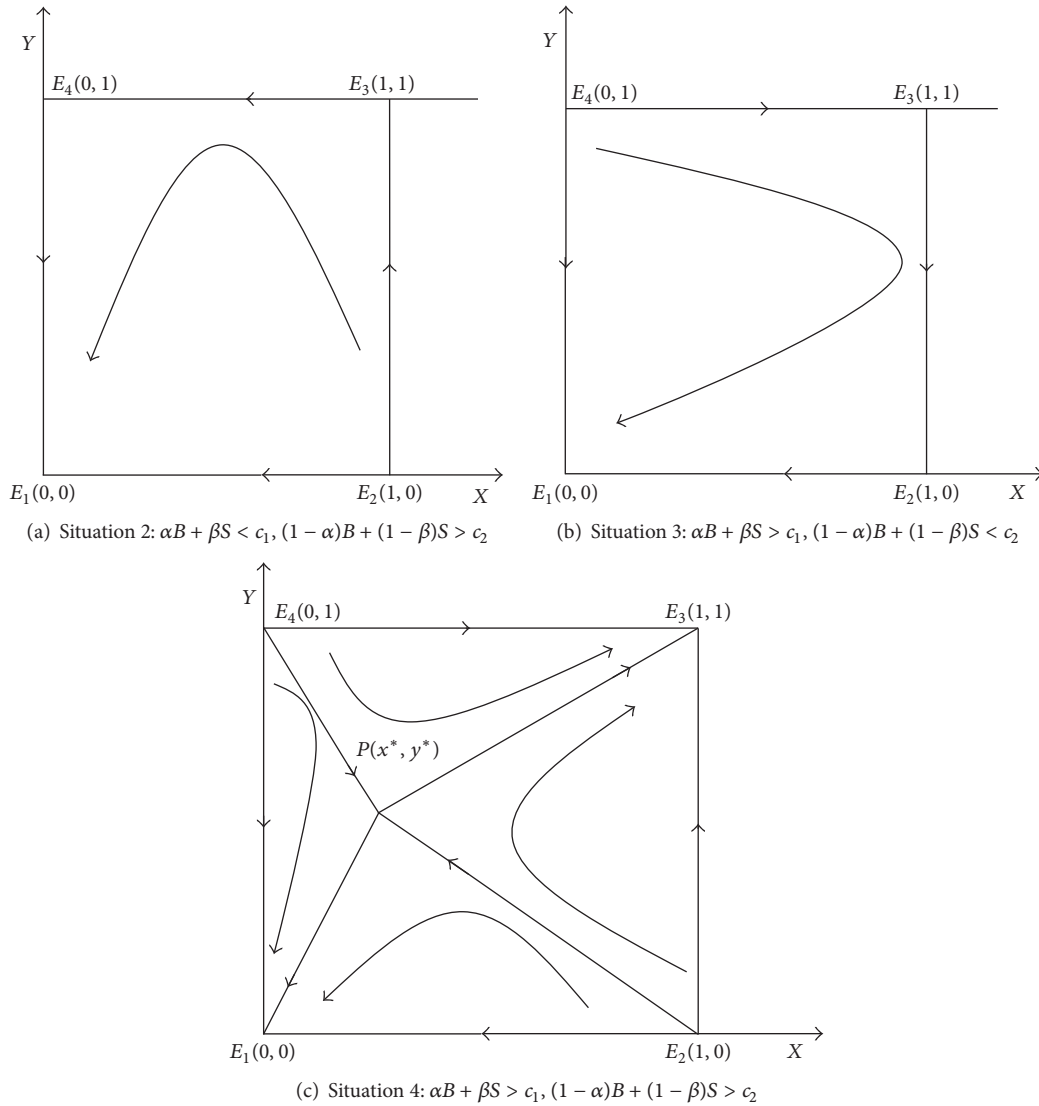 Y
E₄(0, 1)
E₃(1, 1)
E₁(0, 0)
E₂(1, 0)
X
(a) Situation 2: αB + βS < c₁, (1 − α)B + (1 − β)S > c₂
Y
E₄(0, 1)
E₃(1, 1)
E₁(0, 0)
E₂(1, 0)
X
(b) Situation 3: αB + βS > c₁, (1 − α)B + (1 − β)S < c₂
Y
E₄(0, 1)
E₃(1, 1)
P(x*, y*)
E₁(0, 0)
E₂(1, 0)
X
(c) Situation 4: αB + βS > c₁, (1 − α)B + (1 − β)S > c₂